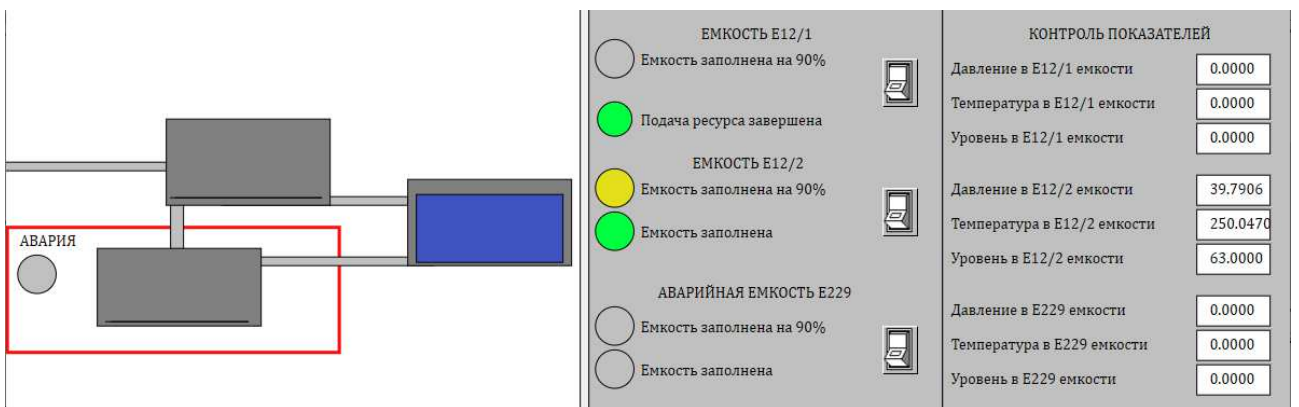 АВАРИЯ
ЕМКОСТЬ Е12/1
Емкость заполнена на 90%
Подача ресурса завершена
ЕМКОСТЬ Е12/2
Емкость заполнена на 90%
Емкость заполнена
АВАРИЙНАЯ ЕМКОСТЬ Е229
Емкость заполнена на 90%
Емкость заполнена
КОНТРОЛЬ ПОКАЗАТЕЛЕЙ
Давление в Е12/1 емкости 0.0000
Температура в Е12/1 емкости 0.0000
Уровень в Е12/1 емкости 0.0000
Давление в Е12/2 емкости 39.7906
Температура в Е12/2 емкости 250.0470
Уровень в Е12/2 емкости 63.0000
Давление в Е229 емкости 0.0000
Температура в Е229 емкости 0.0000
Уровень в Е229 емкости 0.0000